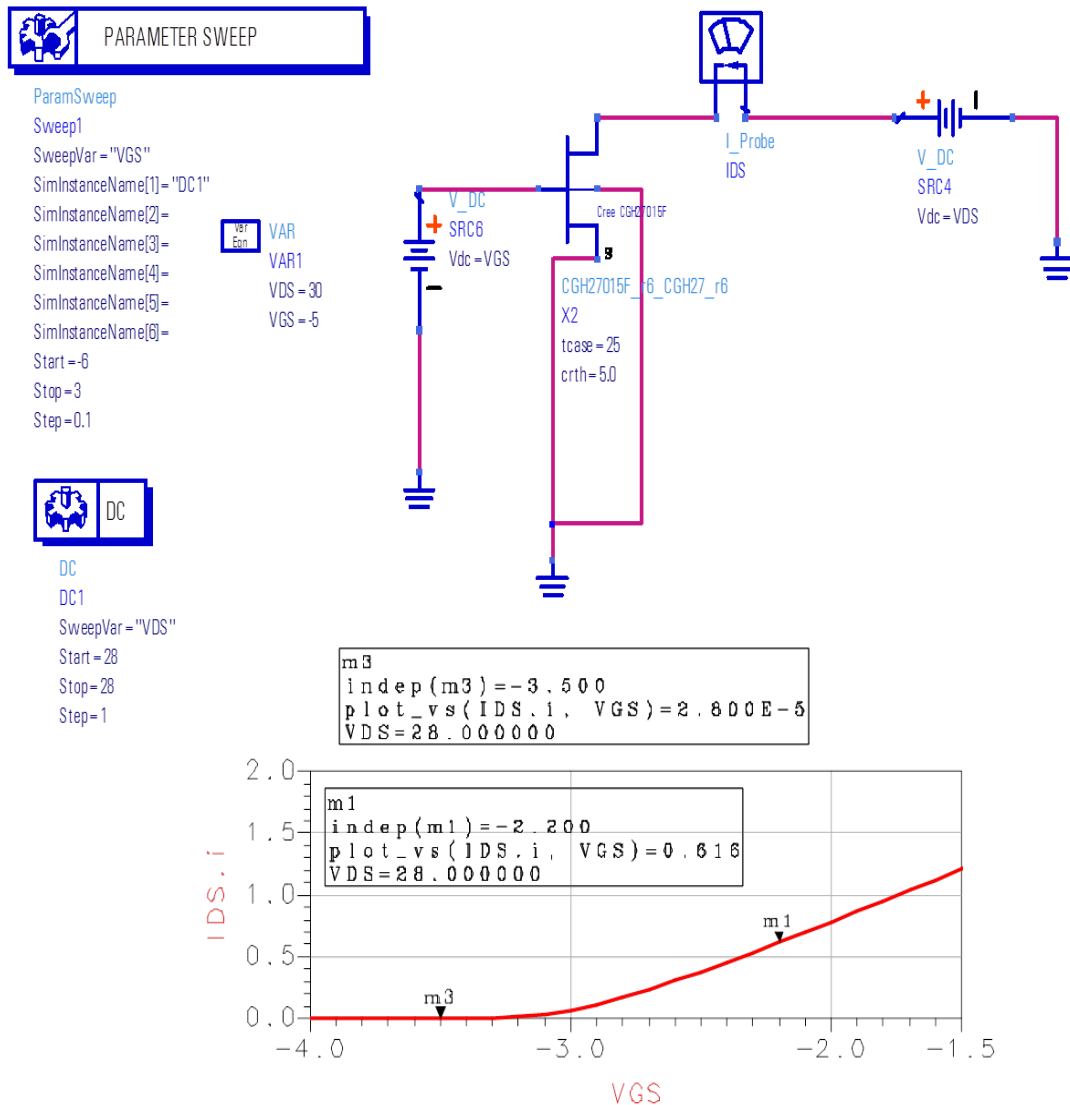 PARAMETER SWEEP
ParamSweep
Sweep1
SweepVar="VGS"
SimInstanceName[1]="DC1"
SimInstanceName[2]=
SimInstanceName[3]=
SimInstanceName[4]=
SimInstanceName[5]=
SimInstanceName[6]=
Start=-6
Stop=3
Step=0.1
Var
Eqn
VAR
VAR1
VDS=30
VGS=-5
V_DC
SRC6
Vdc=VGS
+
-
Cree CGH27015F
CGH27015F_r6_CGH27_r6
X2
tcase=25
crth=5.0
I_Probe
IDS
+
-
V_DC
SRC4
Vdc=VDS
DC
DC
DC1
SweepVar="VDS"
Start=28
Stop=28
Step=1
m3
indep(m3)=-3.500
plot_vs(IDS.i, VGS)=2.800E-5
VDS=28.000000
m1
indep(m1)=-2.200
plot_vs(IDS.i, VGS)=0.616
VDS=28.000000
2.0
1.5
1.0
0.5
0.0
IDS.i
m3
m1
-4.0
-3.0
-2.0
-1.5
VGS